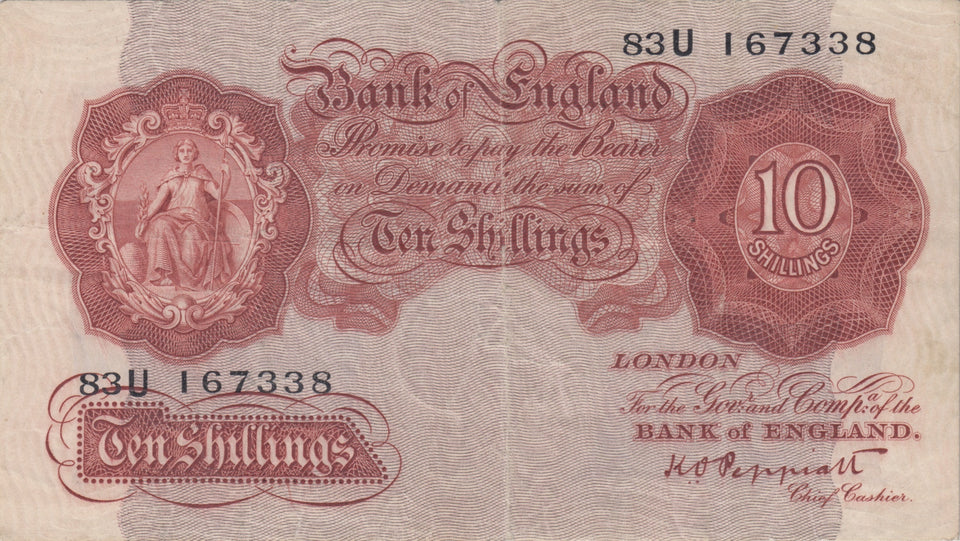 83U 167338
Bank of England
Promise to pay the Bearer
on Demand the sum of
Ten Shillings
10
SHILLINGS
83U 167338
Ten Shillings
LONDON
For the Govr. and Compa. of the
BANK of ENGLAND.
K O Peppiatt
Chief Cashier.